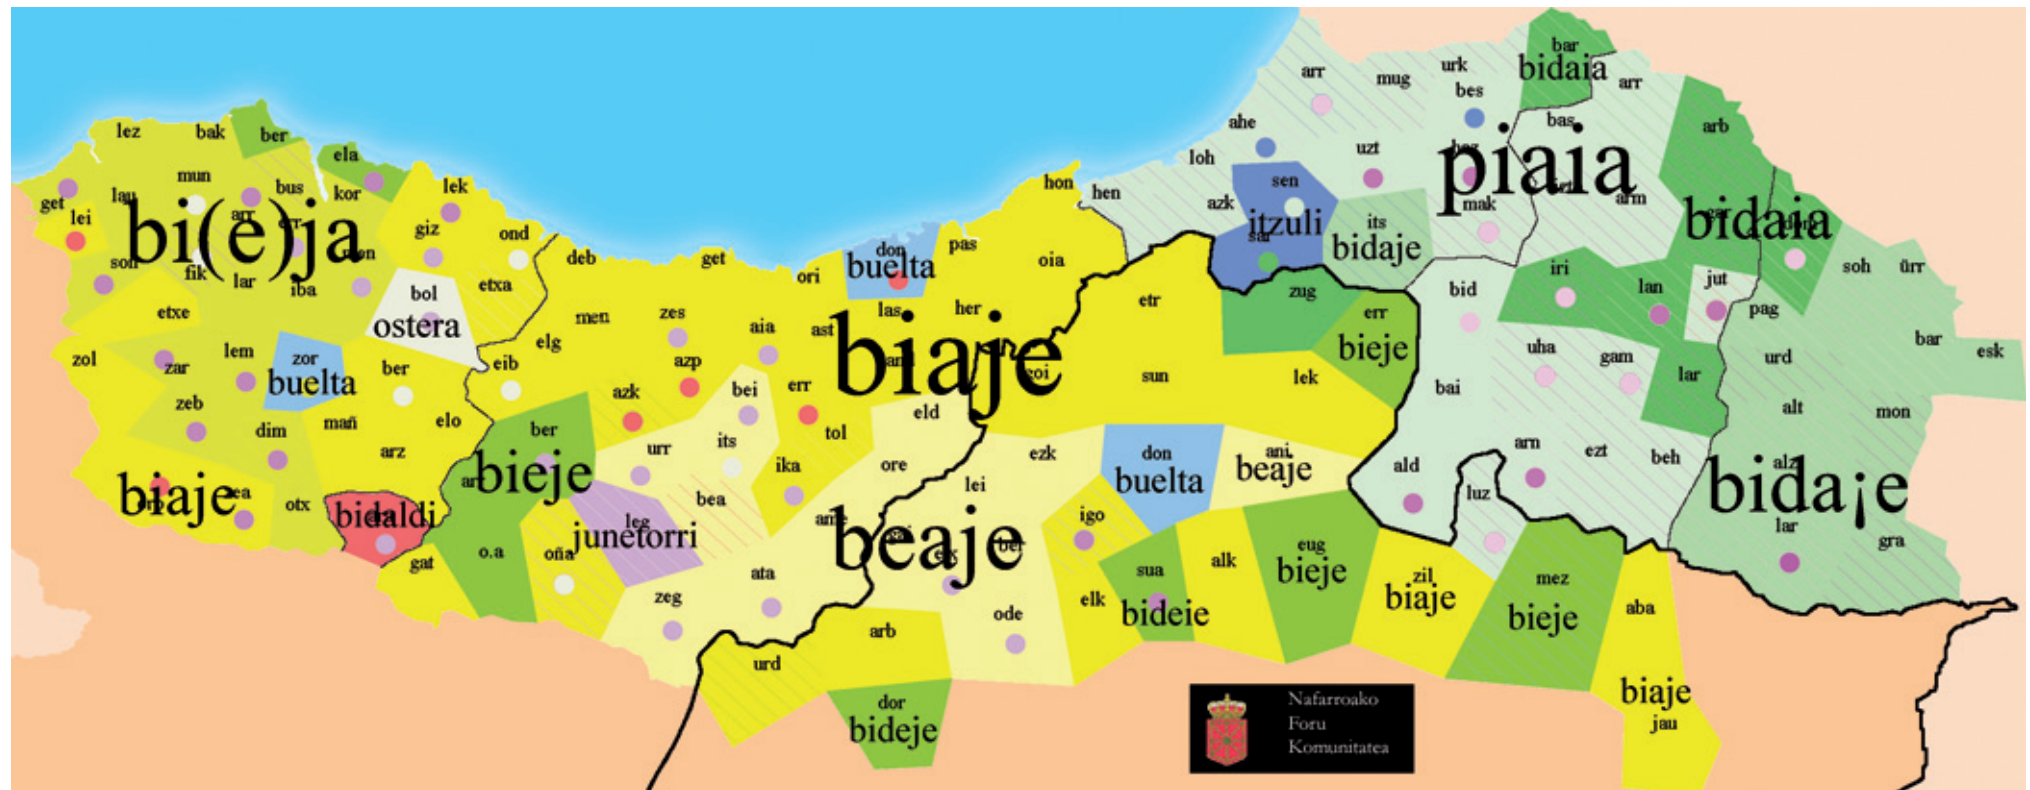 bar
bidaia
arr
mug
urk
bes
arr
lez
bak
ber
ahe
bas
arb
ela
loh
uzt
piaia
mun
bus
kor
lek
hon
hen
azk
sen
mak
arm
get
lei
lau
bi(e)ja
giz
ond
itzuli
its
bidaje
bidaia
fik
lar
iba
etxa
deb
get
ori
don
buelta
pas
oia
iri
lan
jut
soh
ürr
etxe
bol
ostera
men
zes
aia
ast
las
her
etr
zug
err
bieje
bid
pag
bar
esk
zol
zar
lem
zor
buelta
ber
elg
eib
azp
biaje
goi
sun
lek
bai
uha
gam
lar
urd
zeb
dim
mañ
elo
arz
azk
bei
err
tol
eld
alt
mon
ber
bieje
urr
its
ika
ore
ezk
lei
don
buelta
ani
beaje
ald
arn
ezt
beh
bida¡e
biaje
otx
bidaldi
leg
junetorri
bea
beaje
igo
luz
lar
gra
gat
o.a
oña
ata
zeg
ode
elk
sua
bideie
alk
eug
bieje
zil
biaje
mez
bieje
aba
arb
urd
dor
bideje
biaje
jau
Nafarroako
Foru
Komunitatea